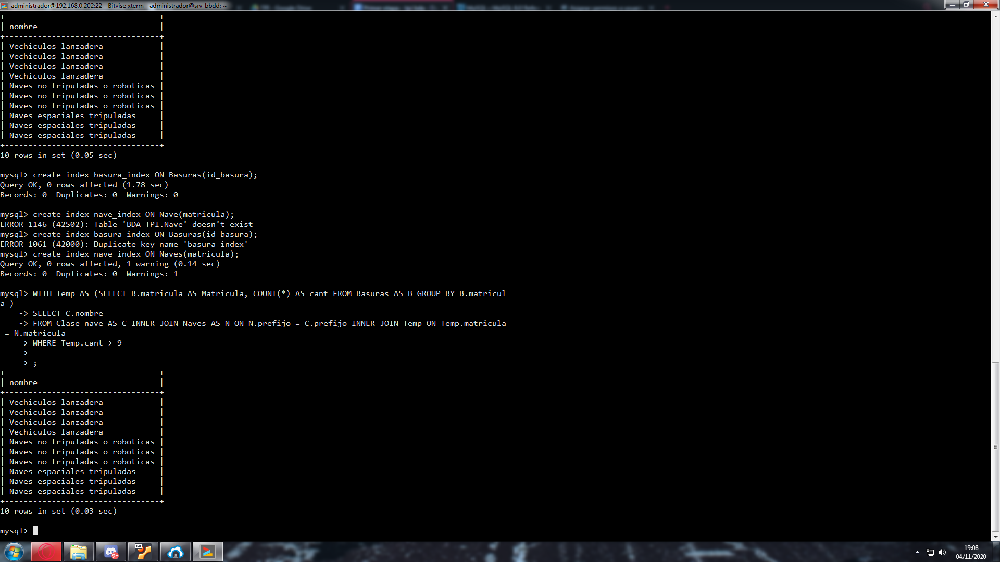 administrador@192.168.0.202:22 - Bitvise xterm - administrador@srv-bbdd: ~
+---------------------------------+
| nombre                          |
+---------------------------------+
| Vechiculos lanzadera            |
| Vechiculos lanzadera            |
| Vechiculos lanzadera            |
| Vechiculos lanzadera            |
| Naves no tripuladas o roboticas |
| Naves no tripuladas o roboticas |
| Naves no tripuladas o roboticas |
| Naves espaciales tripuladas     |
| Naves espaciales tripuladas     |
| Naves espaciales tripuladas     |
+---------------------------------+
10 rows in set (0.05 sec)
mysql> create index basura_index ON Basuras(id_basura);
Query OK, 0 rows affected (1.78 sec)
Records: 0  Duplicates: 0  Warnings: 0
mysql> create index nave_index ON Nave(matricula);
ERROR 1146 (42S02): Table 'BDA_TPI.Nave' doesn't exist
mysql> create index basura_index ON Basuras(id_basura);
ERROR 1061 (42000): Duplicate key name 'basura_index'
mysql> create index nave_index ON Naves(matricula);
Query OK, 0 rows affected, 1 warning (0.14 sec)
Records: 0  Duplicates: 0  Warnings: 1
mysql> WITH Temp AS (SELECT B.matricula AS Matricula, COUNT(*) AS cant FROM Basuras AS B GROUP BY B.matricul
a )
    -> SELECT C.nombre
    -> FROM Clase_nave AS C INNER JOIN Naves AS N ON N.prefijo = C.prefijo INNER JOIN Temp ON Temp.matricula
 = N.matricula
    -> WHERE Temp.cant > 9
    ->
    -> ;
+---------------------------------+
| nombre                          |
+---------------------------------+
| Vechiculos lanzadera            |
| Vechiculos lanzadera            |
| Vechiculos lanzadera            |
| Vechiculos lanzadera            |
| Naves no tripuladas o roboticas |
| Naves no tripuladas o roboticas |
| Naves no tripuladas o roboticas |
| Naves espaciales tripuladas     |
| Naves espaciales tripuladas     |
| Naves espaciales tripuladas     |
+---------------------------------+
10 rows in set (0.03 sec)
mysql>
9+
64
19:08
04/11/2020